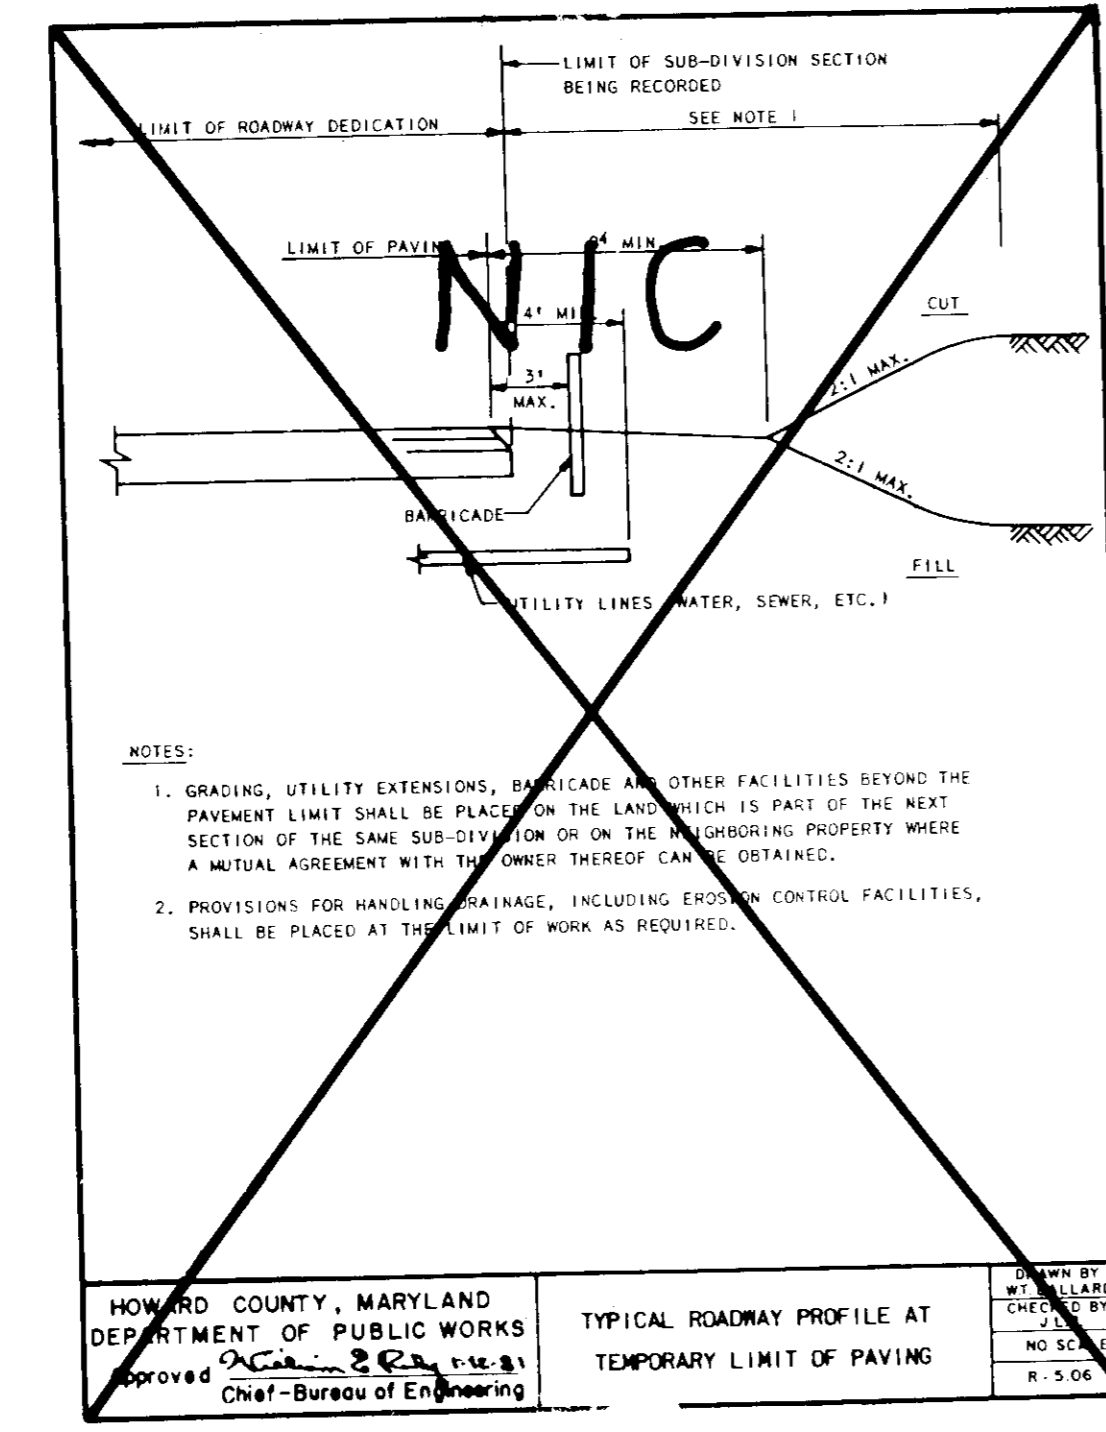 LIMIT OF SUB-DIVISION SECTION
BEING RECORDED
LIMIT OF ROADWAY DEDICATION
SEE NOTE 1
LIMIT OF PAVIN
MIN.
NIC
4' MI
CUT
3'
MAX.
2:1 MAX.
2:1 MAX.
BARRICADE
FILL
UTILITY LINES (WATER, SEWER, ETC.)
NOTES:
1. GRADING, UTILITY EXTENSIONS, BARRICADE AND OTHER FACILITIES BEYOND THE
PAVEMENT LIMIT SHALL BE PLACED ON THE LAND WHICH IS PART OF THE NEXT
SECTION OF THE SAME SUB-DIVISION OR ON THE NEIGHBORING PROPERTY WHERE
A MUTUAL AGREEMENT WITH THE OWNER THEREOF CAN BE OBTAINED.
2. PROVISIONS FOR HANDLING DRAINAGE, INCLUDING EROSION CONTROL FACILITIES,
SHALL BE PLACED AT THE LIMIT OF WORK AS REQUIRED.
HOWARD COUNTY, MARYLAND
DEPARTMENT OF PUBLIC WORKS
Approved William E Riley
Chief-Bureau of Engineering
TYPICAL ROADWAY PROFILE AT
TEMPORARY LIMIT OF PAVING
DRAWN BY
W.T. BALLARD
CHECKED BY
NO SCALE
R - 5.06